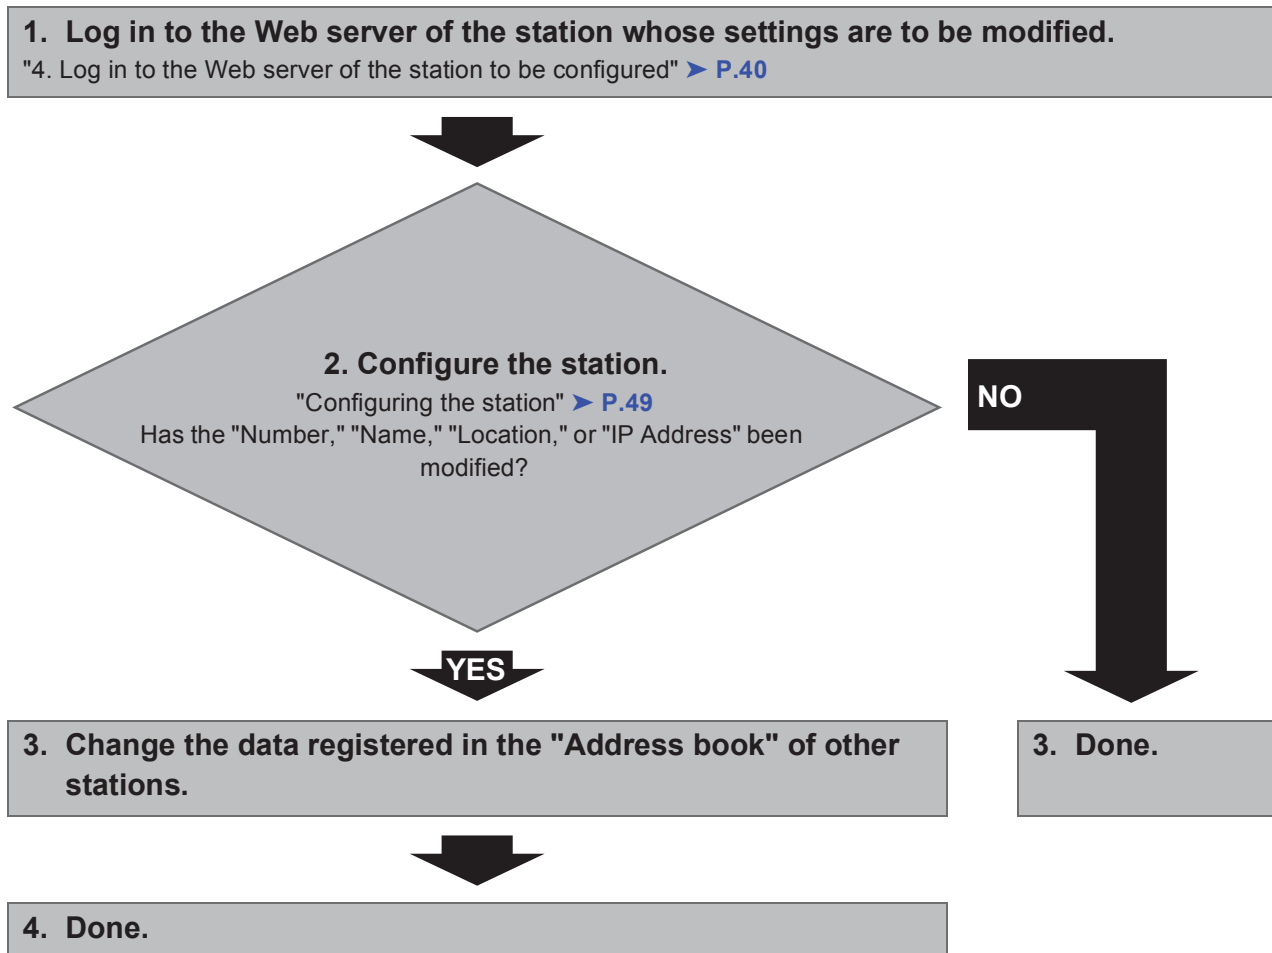 1. Log in to the Web server of the station whose settings are to be modified.
"4. Log in to the Web server of the station to be configured" ➤ P.40
2. Configure the station.
"Configuring the station" ➤ P.49
Has the "Number," "Name," "Location," or "IP Address" been
modified?
NO
YES
3. Change the data registered in the "Address book" of other
stations.
3. Done.
4. Done.